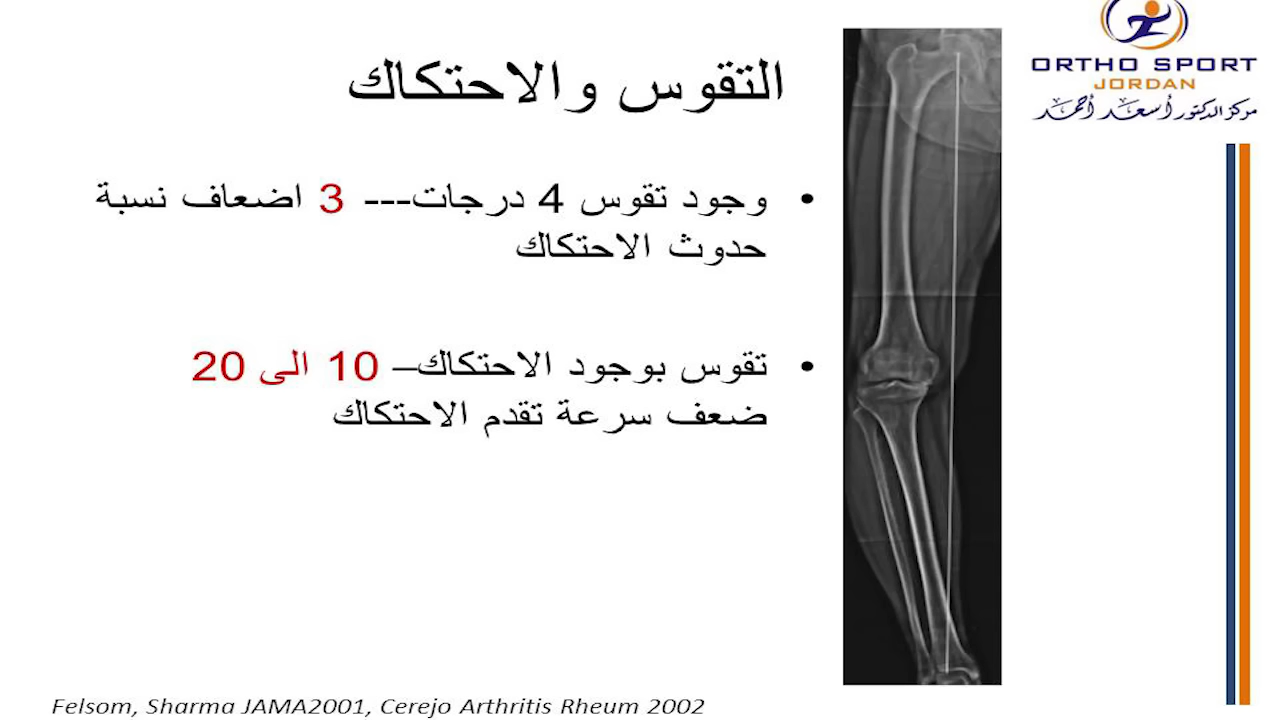 ORTHO SPORT
JORDAN
مركز الدكتور أسعد أحمد
التقوس والاحتكاك
• وجود تقوس 4 درجات--- 3 اضعاف نسبة
حدوث الاحتكاك
• تقوس بوجود الاحتكاك– 10 الى 20
ضعف سرعة تقدم الاحتكاك
Felsom, Sharma JAMA2001, Cerejo Arthritis Rheum 2002